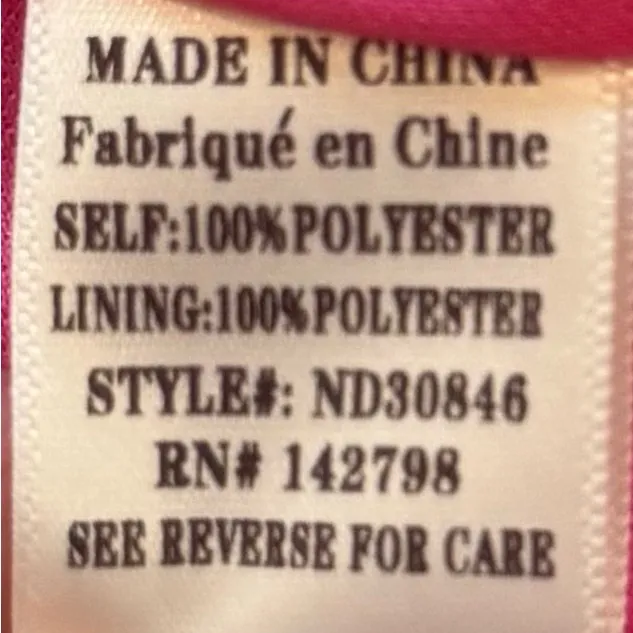 MADE IN CHINA
Fabriqué en Chine
SELF:100%POLYESTER
LINING:100%POLYESTER
STYLE#: ND30846
RN# 142798
SEE REVERSE FOR CARE